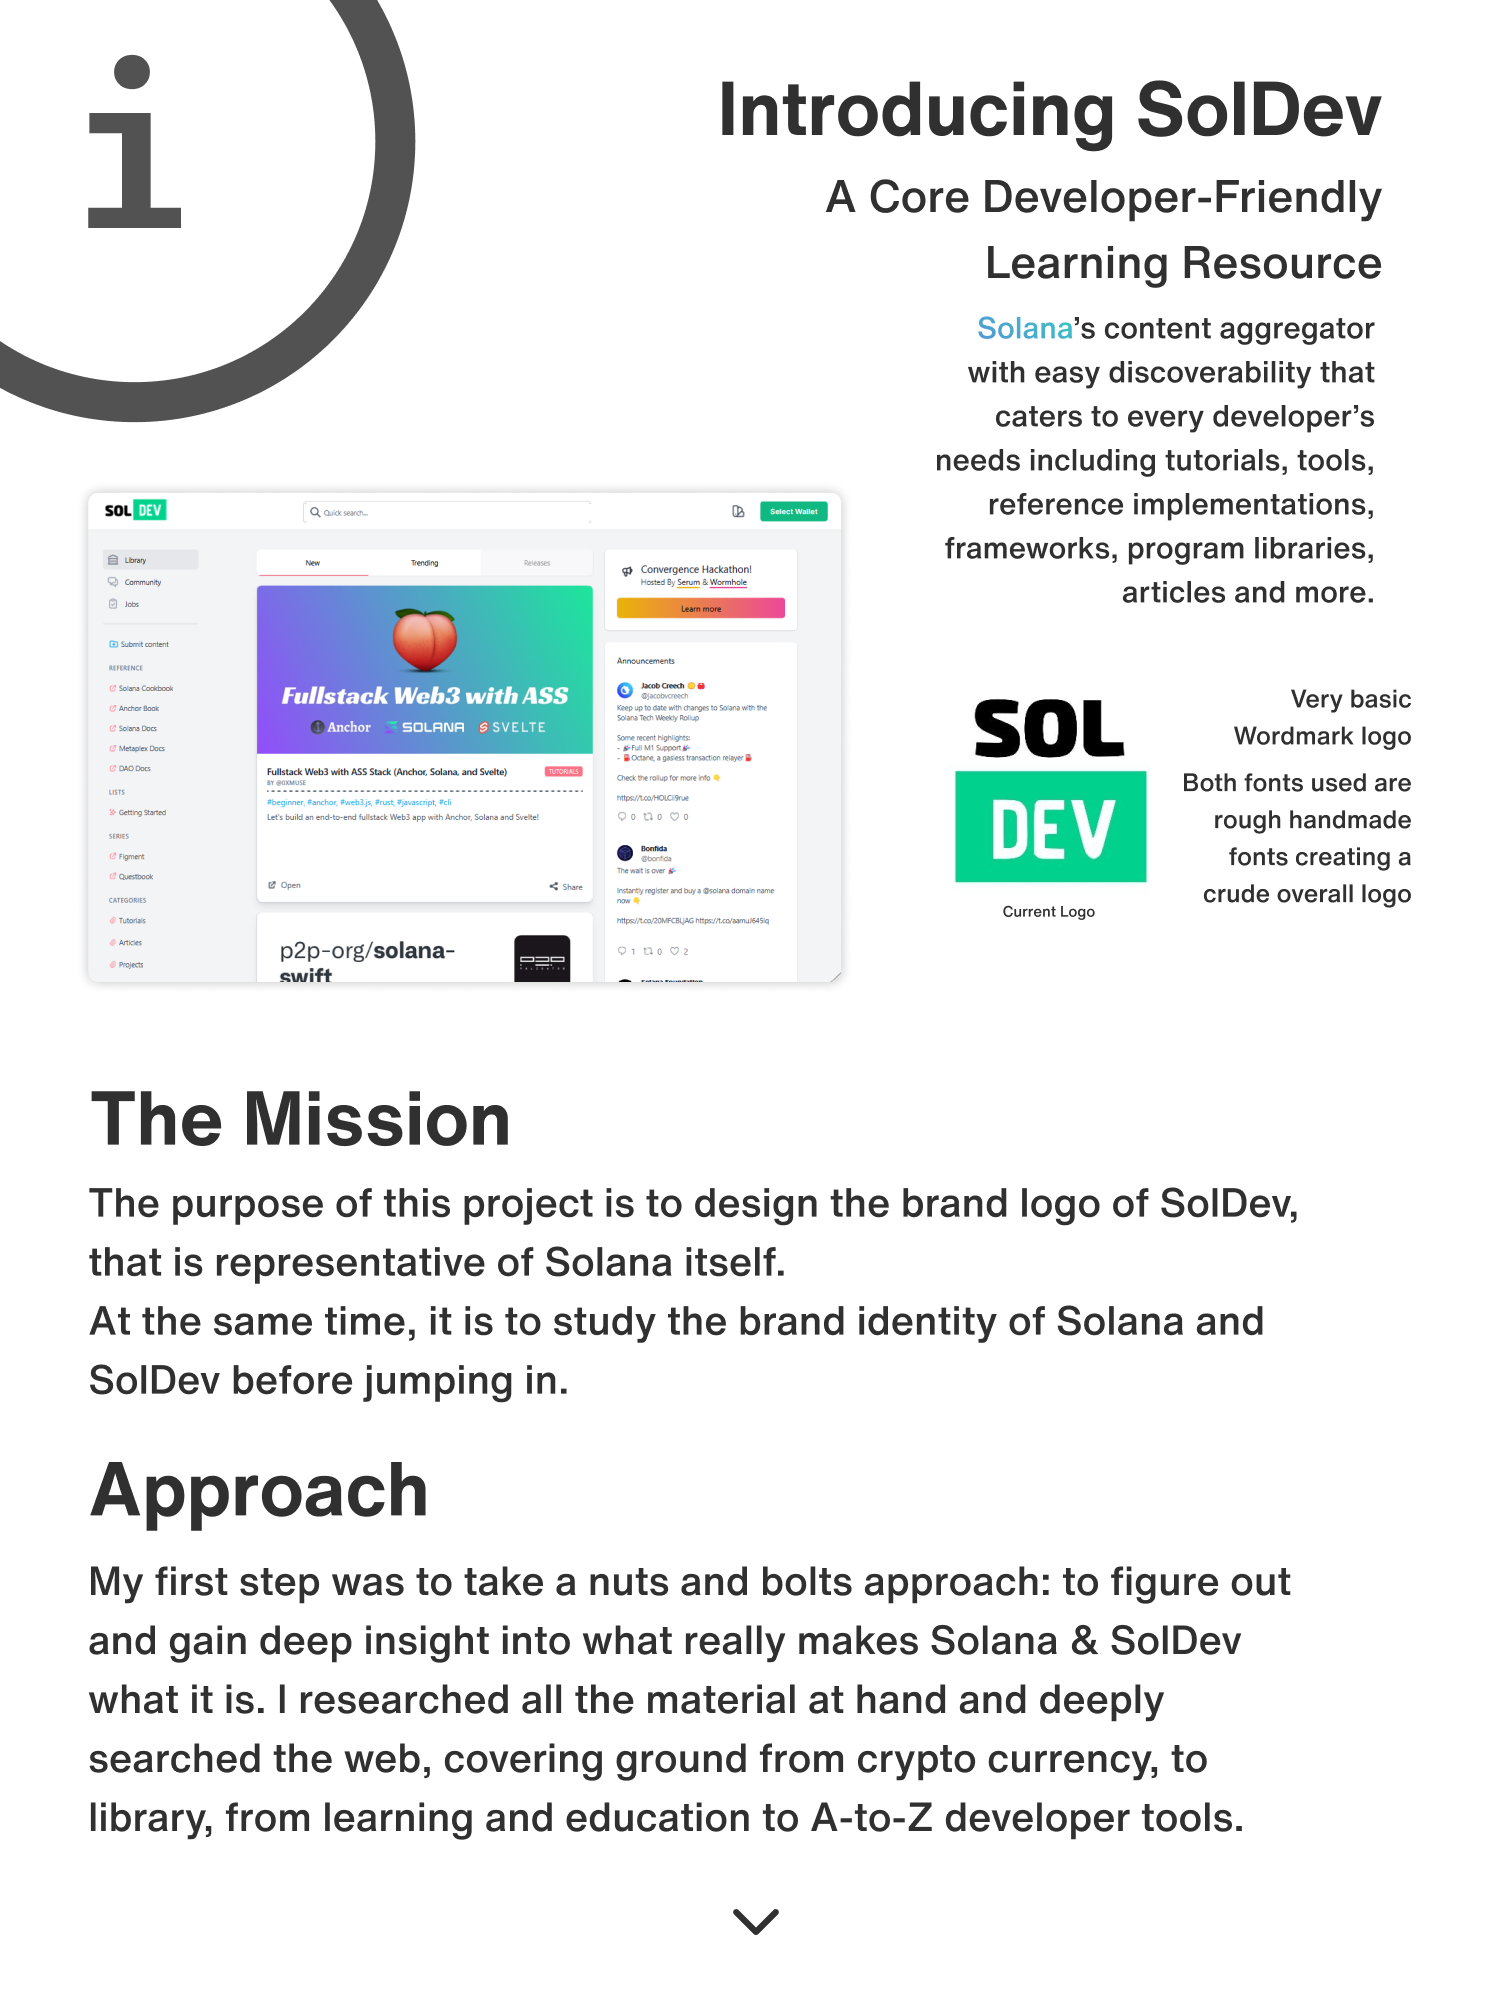 i
Introducing SolDev
A Core Developer-Friendly
Learning Resource
Solana's content aggregator
with easy discoverability that
caters to every developer's
needs including tutorials, tools,
reference implementations,
frameworks, program libraries,
articles and more.
SOL DEV
Quick search...
Select Wallet
Library
Community
Jobs
Submit content
REFERENCE
Solana Cookbook
Anchor Book
Solana Docs
Metaplex Docs
DAO Docs
LISTS
Getting Started
SERIES
Figment
Questbook
CATEGORIES
Tutorials
Articles
Projects
New
Trending
Releases
Fullstack Web3 with ASS
Anchor SOLANA SVELTE
Fullstack Web3 with ASS Stack (Anchor, Solana, and Svelte)
TUTORIALS
BY @0XMUSE
#beginner, #anchor, #web3.js, #rust, #javascript, #cli
Let's build an end-to-end fullstack Web3 app with Anchor, Solana and Svelte!
Open
Share
p2p-org/solana-
swift
P2P
VALIDATOR
Convergence Hackathon!
Hosted By Serum & Wormhole
Learn more
Announcements
Jacob Creech
@jacobvcreech
Keep up to date with changes to Solana with the
Solana Tech Weekly Rollup
Some recent highlights:
- Full M1 Support
- Octane, a gasless transaction relayer
Check the rollup for more info
https://t.co/HOLCi9rue
0 0 0
Bonfida
@bonfida
The wait is over
Instantly register and buy a @solana domain name
now
1 0 2
Solana Foundation
SOL
DEV
Current Logo
Very basic
Wordmark logo
Both fonts used are
rough handmade
fonts creating a
crude overall logo
The Mission
The purpose of this project is to design the brand logo of SolDev,
that is representative of Solana itself.
At the same time, it is to study the brand identity of Solana and
SolDev before jumping in.
Approach
My first step was to take a nuts and bolts approach: to figure out
and gain deep insight into what really makes Solana & SolDev
what it is. I researched all the material at hand and deeply
searched the web, covering ground from crypto currency, to
library, from learning and education to A-to-Z developer tools.